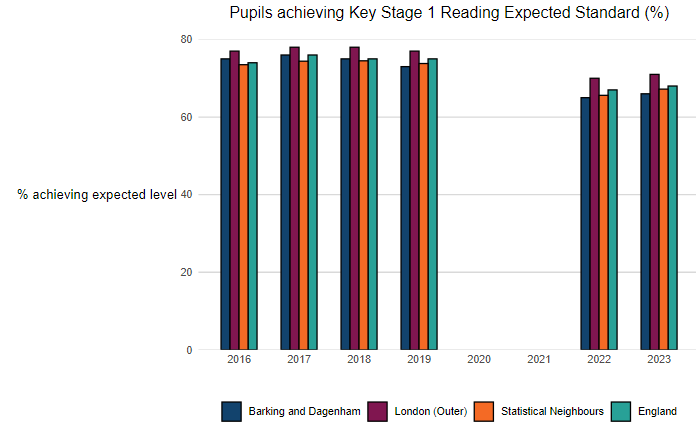 Pupils achieving Key Stage 1 Reading Expected Standard (%)
80
60
% achieving expected level 40
20
0
2016 2017 2018 2019 2020 2021 2022 2023
Barking and Dagenham London (Outer) Statistical Neighbours England